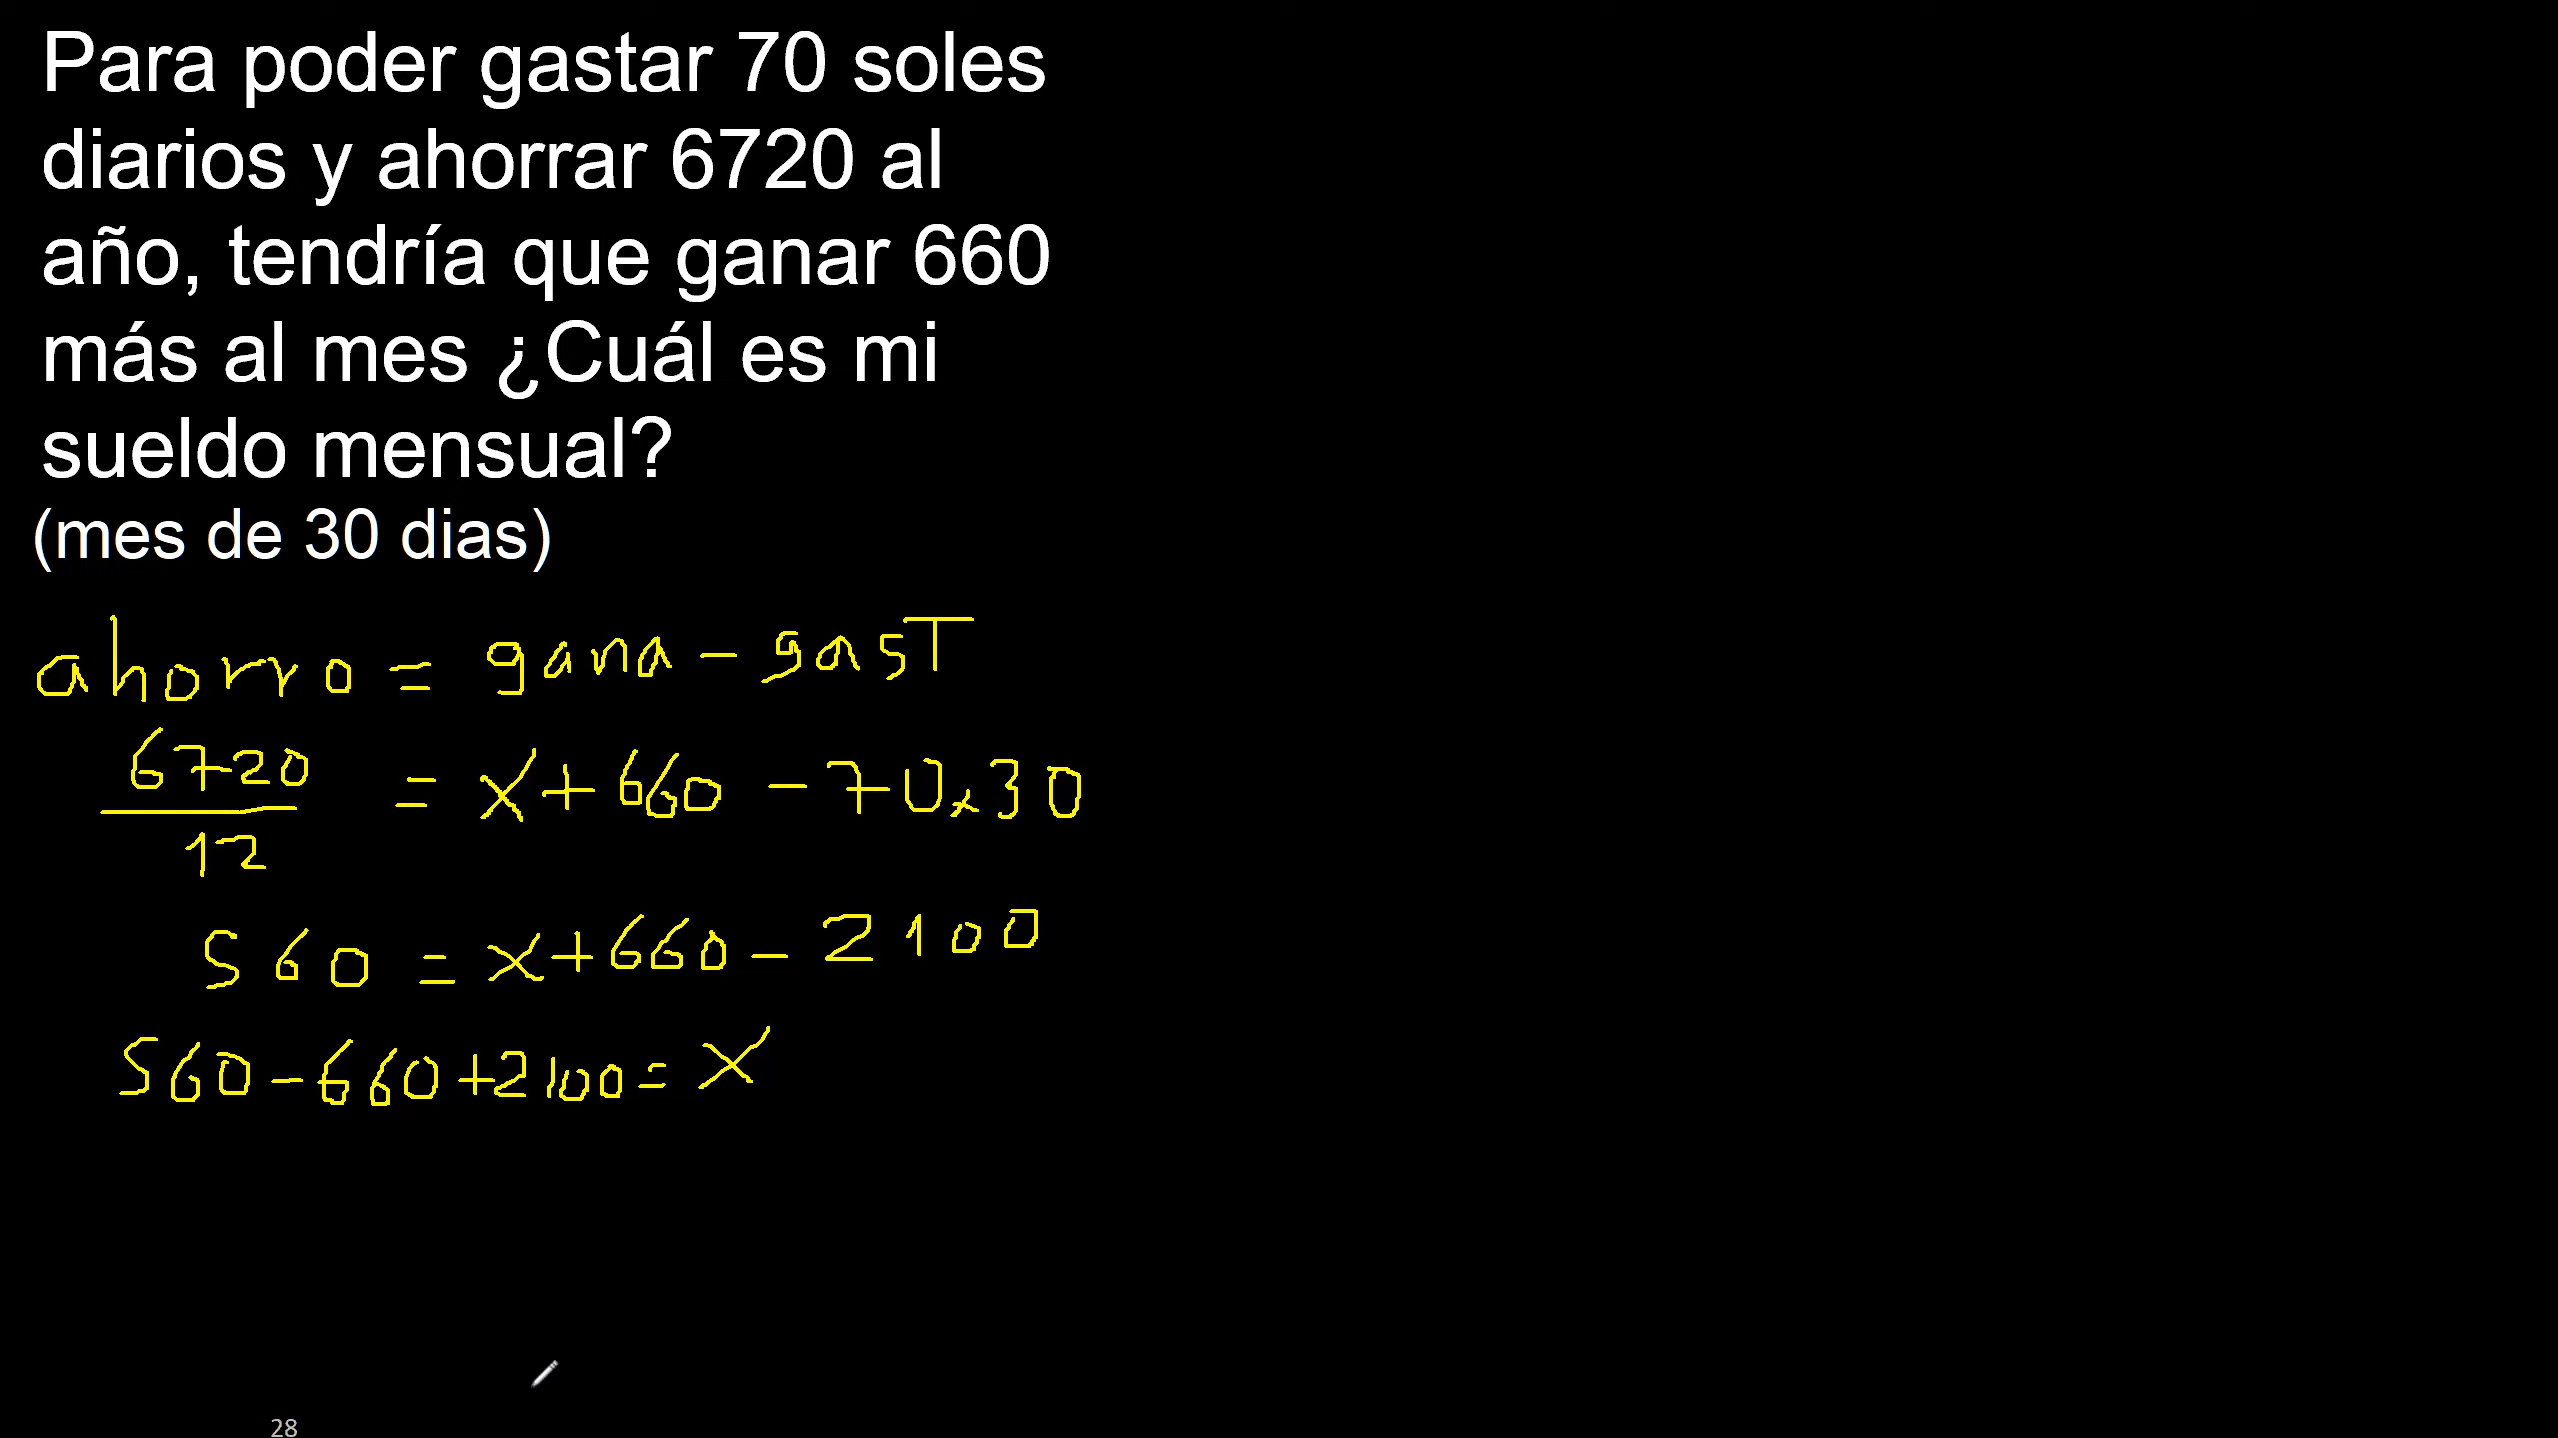 Para poder gastar 70 soles
diarios y ahorrar 6720 al
año, tendría que ganar 660
más al mes ¿Cuál es mi
sueldo mensual?
(mes de 30 dias)
ahorro = gana - gasT
6720
= x + 660 - 70x30
12
560 = x + 660 - 2100
560 - 660 + 2100 = x
28